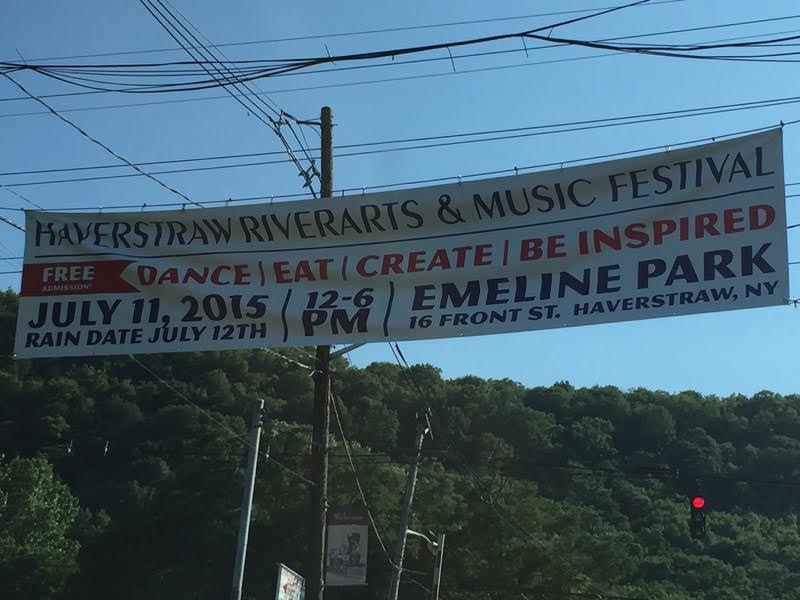 HAVERSTRAW RIVERARTS & MUSIC FESTIVAL
FREE
ADMISSION!
DANCE | EAT | CREATE | BE INSPIRED
JULY 11, 2015
RAIN DATE JULY 12TH
12-6
PM
EMELINE PARK
16 FRONT ST. HAVERSTRAW, NY